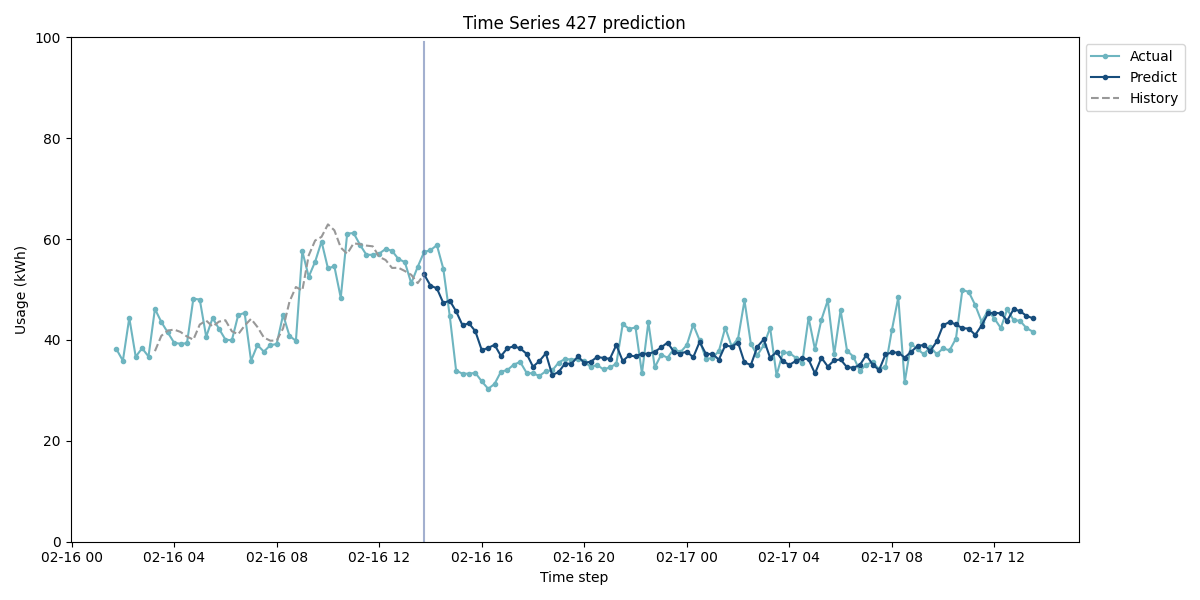 Time Series 427 prediction
100
80
60
40
20
0
Usage (kWh)
02-16 00 02-16 04 02-16 08 02-16 12 02-16 16 02-16 20 02-17 00 02-17 04 02-17 08 02-17 12
Time step
Actual
Predict
History